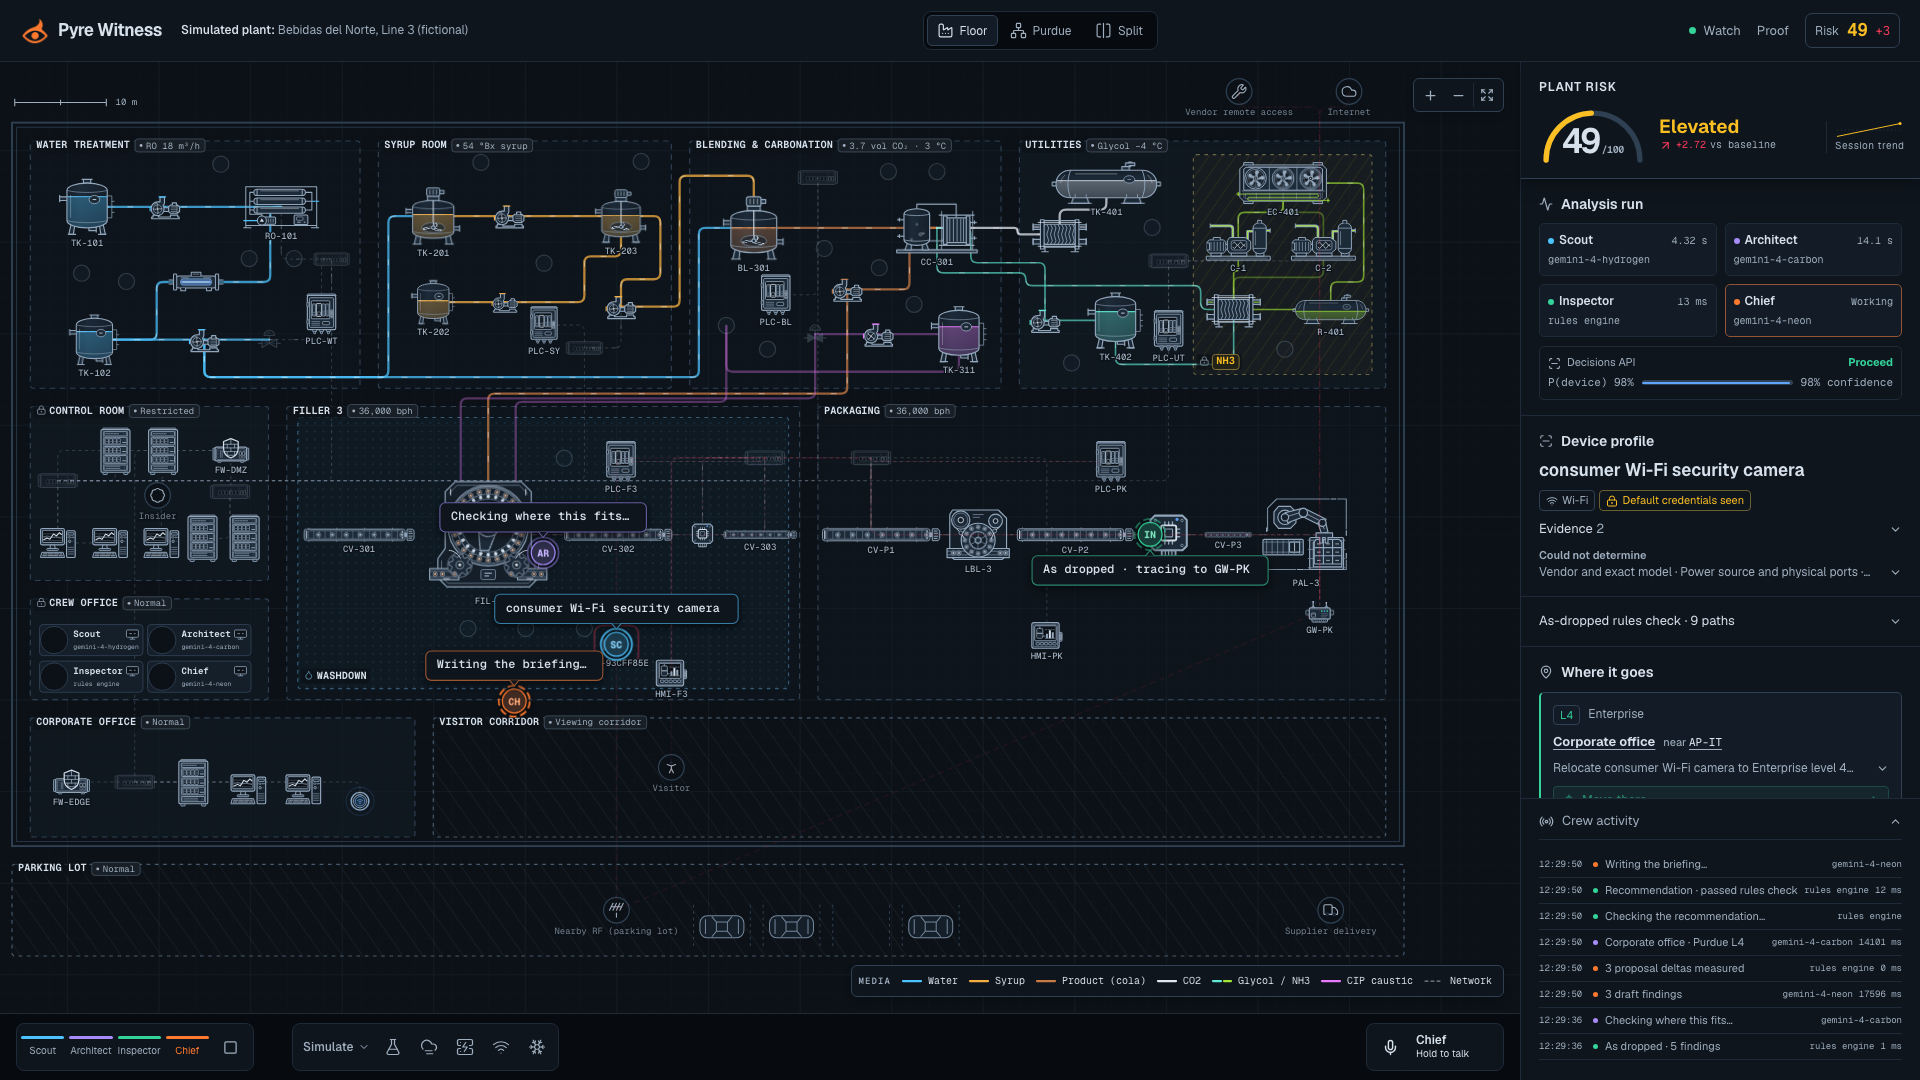 Pyre Witness
Simulated plant: Bebidas del Norte, Line 3 (fictional)
Floor
Purdue
Split
Watch
Proof
Risk 49 +3
10 m
Vendor remote access
Internet
WATER TREATMENT
• RO 18 m³/h
SYRUP ROOM
• 54 °Bx syrup
BLENDING & CARBONATION
• 3.7 vol CO₂ · 3 °C
UTILITIES
• Glycol −4 °C
TK-101
RO-101
TK-102
PLC-WT
TK-201
TK-203
TK-202
PLC-SY
BL-301
CC-301
PLC-BL
TK-311
TK-401
EC-401
C-1
C-2
R-401
TK-402
PLC-UT
NH3
CONTROL ROOM
• Restricted
FW-DMZ
Insider
FILLER 3
• 36,000 bph
PLC-F3
CV-301
Checking where this fits…
AR
CV-302
CV-303
FIL-
consumer Wi-Fi security camera
SC
-93CFF85E
Writing the briefing…
CH
HMI-F3
WASHDOWN
PACKAGING
• 36,000 bph
PLC-PK
CV-P1
LBL-3
CV-P2
IN
CV-P3
PAL-3
As dropped · tracing to GW-PK
GW-PK
HMI-PK
CREW OFFICE
• Normal
Scout
gemini-4-hydrogen
Architect
gemini-4-carbon
Inspector
rules engine
Chief
gemini-4-neon
CORPORATE OFFICE
• Normal
FW-EDGE
VISITOR CORRIDOR
• Viewing corridor
Visitor
PARKING LOT
• Normal
Nearby RF (parking lot)
Supplier delivery
MEDIA
Water
Syrup
Product (cola)
CO2
Glycol / NH3
CIP caustic
Network
Scout
Architect
Inspector
Chief
Simulate
Chief
Hold to talk
PLANT RISK
49/100
Elevated
+2.72 vs baseline
Session trend
Analysis run
Scout 4.32 s
gemini-4-hydrogen
Architect 14.1 s
gemini-4-carbon
Inspector 13 ms
rules engine
Chief Working
gemini-4-neon
Decisions API Proceed
P(device) 98% 98% confidence
Device profile
consumer Wi-Fi security camera
Wi-Fi
Default credentials seen
Evidence 2
Could not determine
Vendor and exact model · Power source and physical ports ·…
As-dropped rules check · 9 paths
Where it goes
L4 Enterprise
Corporate office near AP-IT
Relocate consumer Wi-Fi camera to Enterprise level 4…
Crew activity
12:29:50 Writing the briefing… gemini-4-neon
12:29:50 Recommendation · passed rules check rules engine 12 ms
12:29:50 Checking the recommendation… rules engine
12:29:50 Corporate office · Purdue L4 gemini-4-carbon 14101 ms
12:29:50 3 proposal deltas measured rules engine 0 ms
12:29:50 3 draft findings gemini-4-neon 17596 ms
12:29:36 Checking where this fits… gemini-4-carbon
12:29:36 As dropped · 5 findings rules engine 1 ms